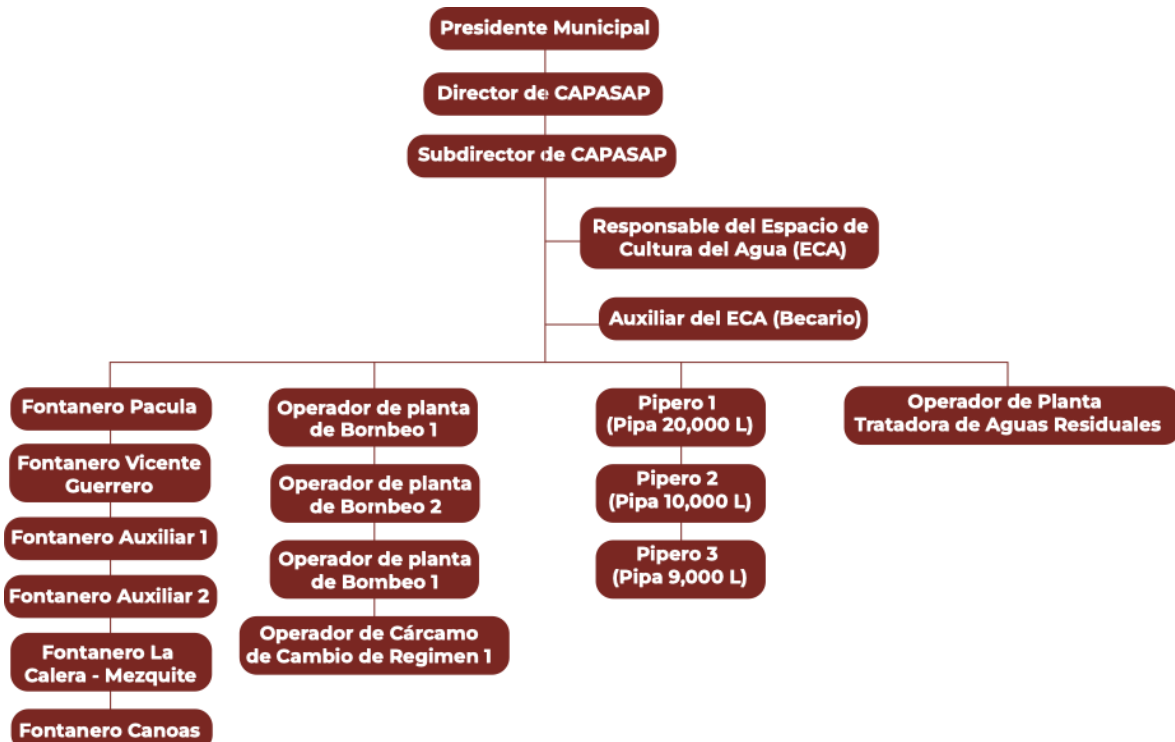 Presidente Municipal
Director de CAPASAP
Subdirector de CAPASAP
Responsable del Espacio de
Cultura del Agua (ECA)
Auxiliar del ECA (Becario)
Fontanero Pacula
Fontanero Vicente
Guerrero
Fontanero Auxiliar 1
Fontanero Auxiliar 2
Fontanero La
Calera - Mezquite
Fontanero Canoas
Operador de planta
de Bombeo 1
Operador de planta
de Bombeo 2
Operador de planta
de Bombeo 1
Operador de Cárcamo
de Cambio de Regimen 1
Pipero 1
(Pipa 20,000 L)
Pipero 2
(Pipa 10,000 L)
Pipero 3
(Pipa 9,000 L)
Operador de Planta
Tratadora de Aguas Residuales